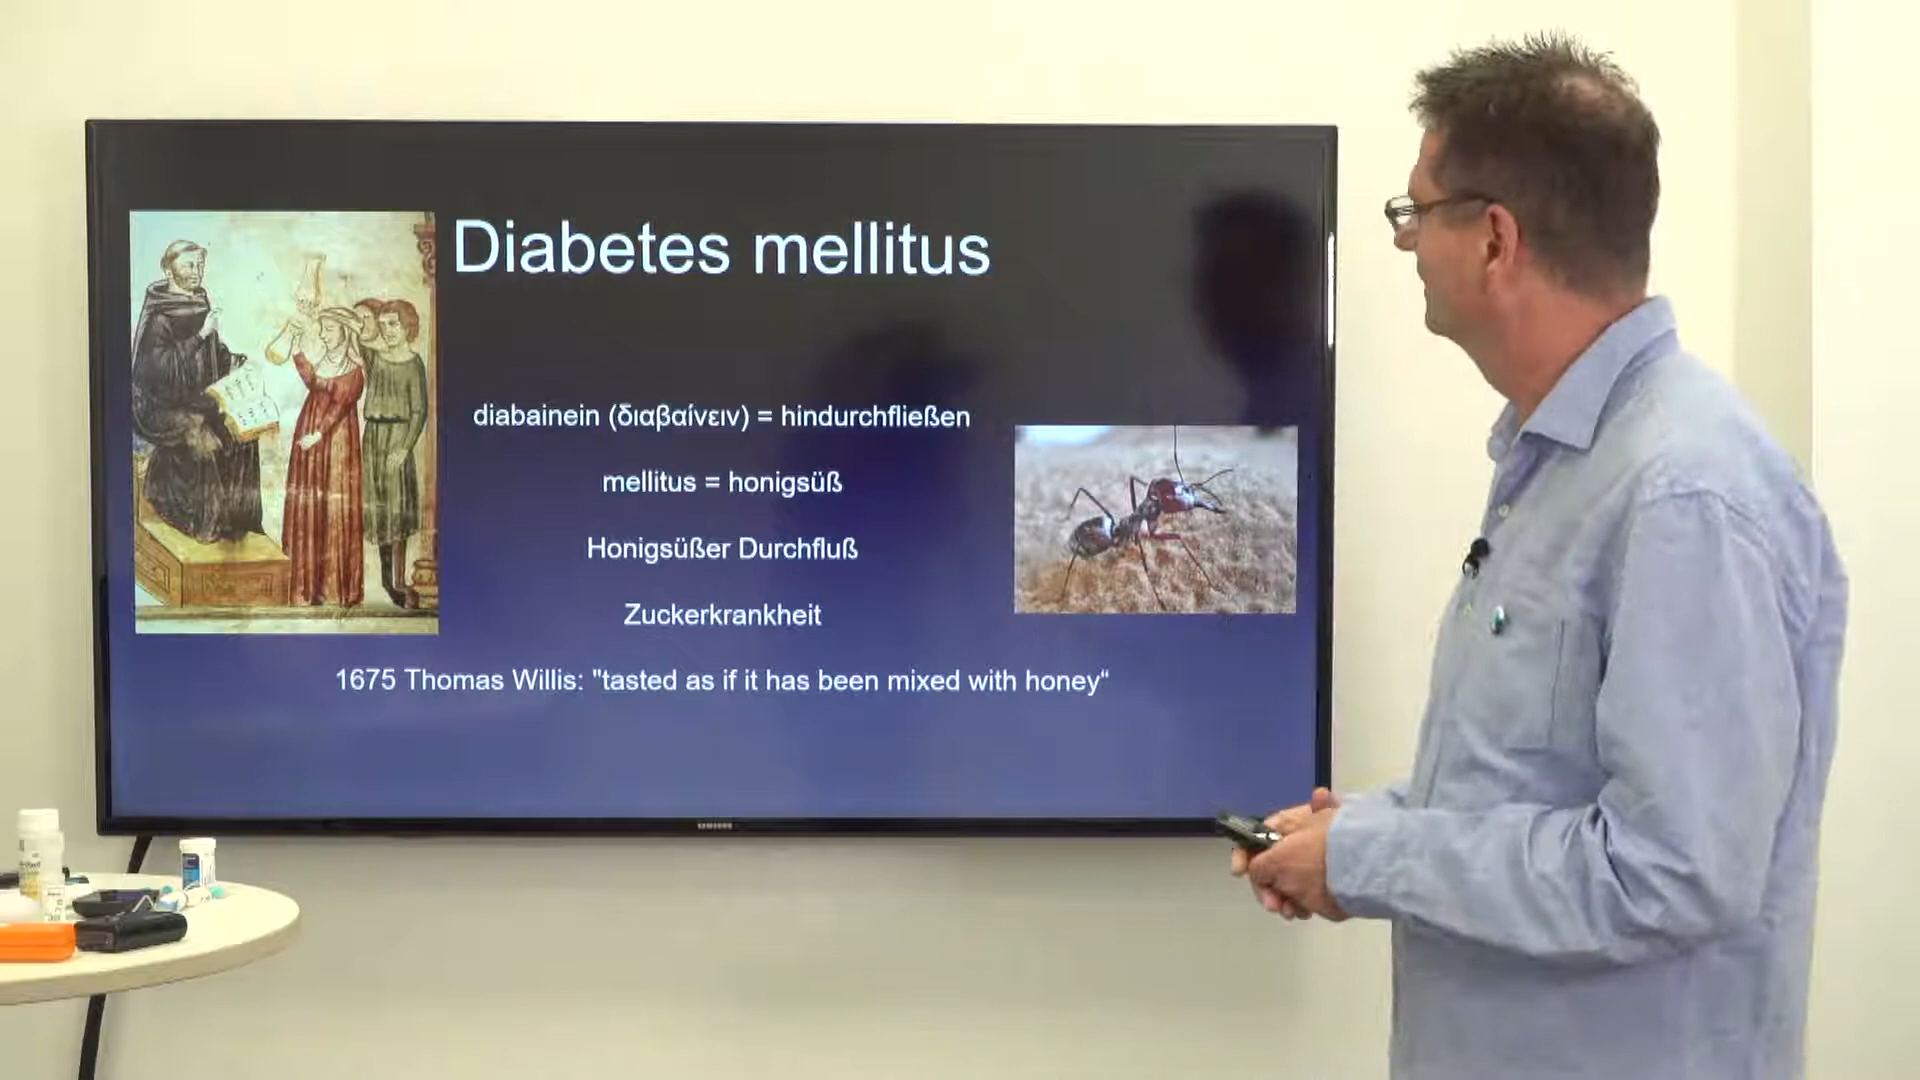 Diabetes mellitus
diabainein (διαβαίνειν) = hindurchfließen
mellitus = honigsüß
Honigsüßer Durchfluß
Zuckerkrankheit
1675 Thomas Willis: "tasted as if it has been mixed with honey“
SAMSUNG